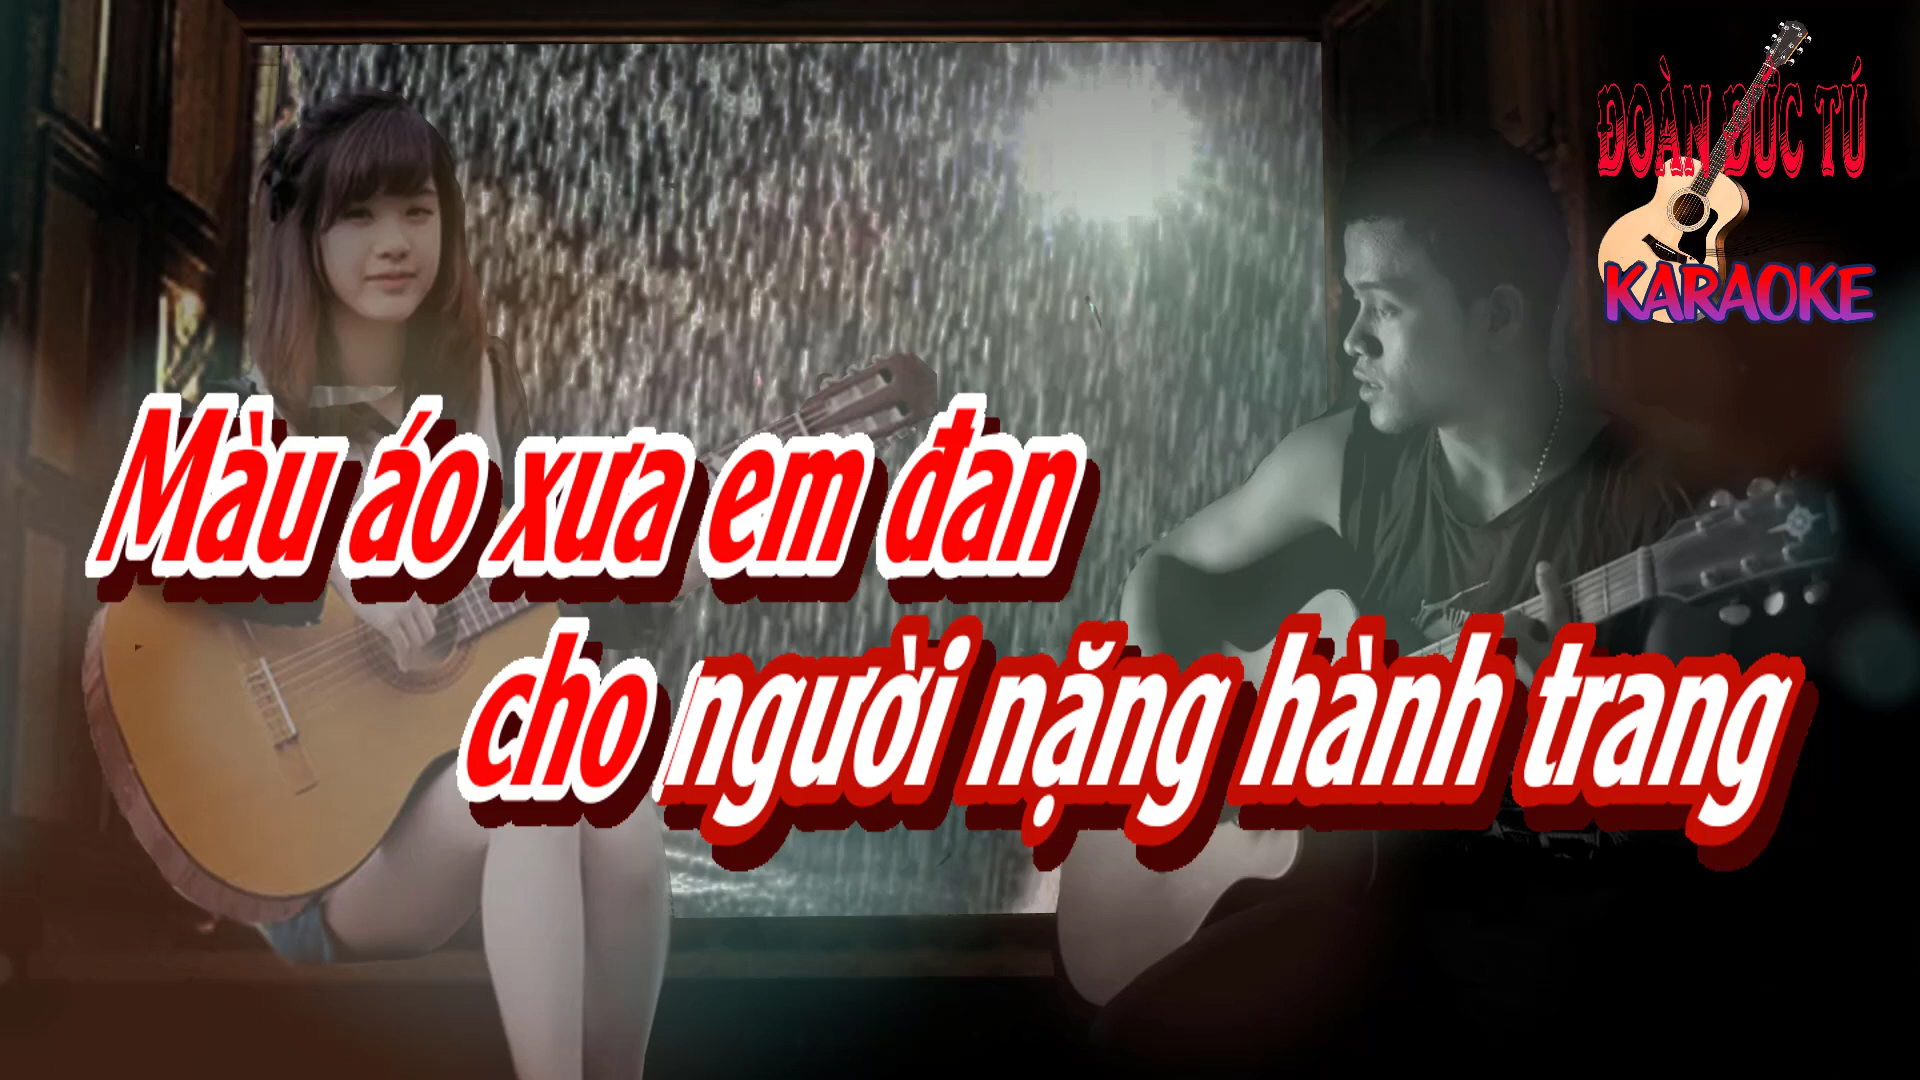 ĐOÀN ĐỨC TÚ
KARAOKE
Màu áo xưa em đan
cho người nặng hành trang